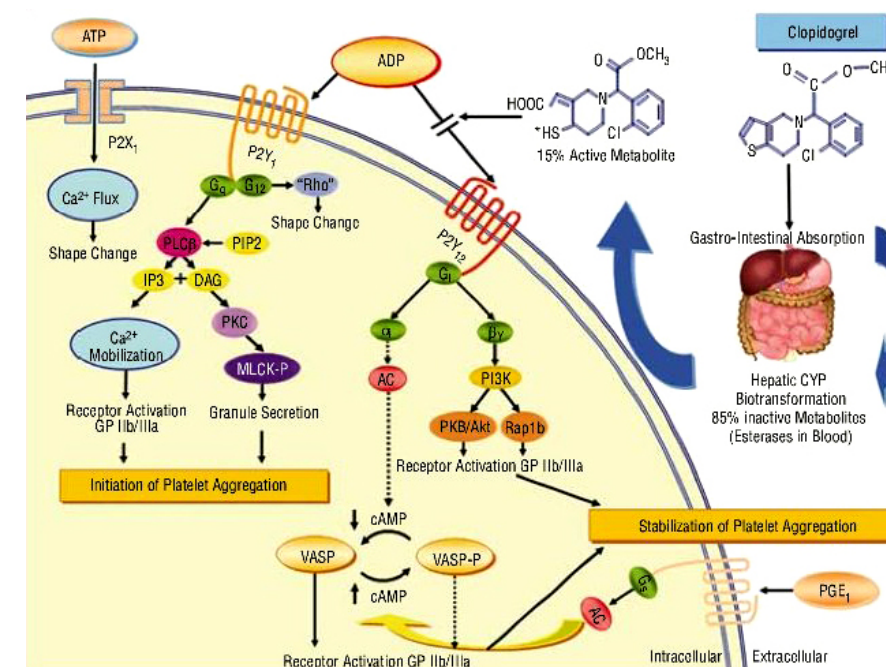 ATP
ADP
Clopidogrel
OCH₃
O
HOOC
N
Cl
HS
15% Active Metabolite
O
C
O—CH
N
S
Cl
P2X₁
P2Y₁
Ca²⁺ Flux
Shape Change
Gq
G12
"Rho"
Shape Change
PLCβ
PIP2
IP3 + DAG
PKC
Ca²⁺
Mobilization
MLCK-P
Receptor Activation
GP IIb/IIIa
Granule Secretion
Initiation of Platelet Aggregation
P2Y₁₂
Gi
αi
βγ
AC
PI3K
PKB/Akt
Rap1b
Receptor Activation GP IIb/IIIa
Gastro-Intestinal Absorption
Hepatic CYP
Biotransformation
85% inactive Metabolites
(Esterases in Blood)
Stabilization of Platelet Aggregation
cAMP
VASP
VASP-P
cAMP
Gs
AC
PGE₁
Receptor Activation GP IIb/IIIa
Intracellular
Extracellular